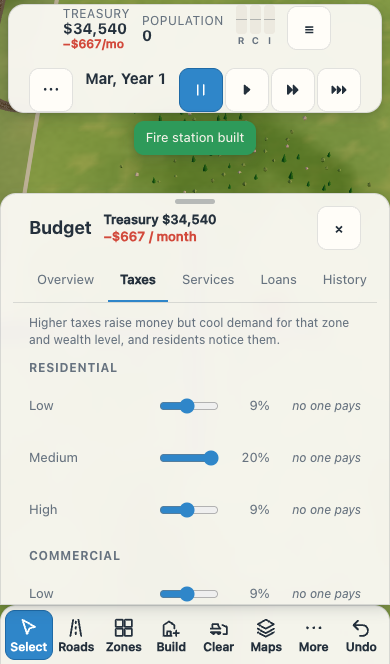 TREASURY
$34,540
−$667/mo
POPULATION
0
R C I
≡
...
Mar, Year 1
Fire station built
Budget
Treasury $34,540
−$667 / month
×
Overview Taxes Services Loans History
Higher taxes raise money but cool demand for that zone
and wealth level, and residents notice them.
RESIDENTIAL
Low 9% no one pays
Medium 20% no one pays
High 9% no one pays
COMMERCIAL
Low 9% no one pays
Select Roads Zones Build Clear Maps More Undo